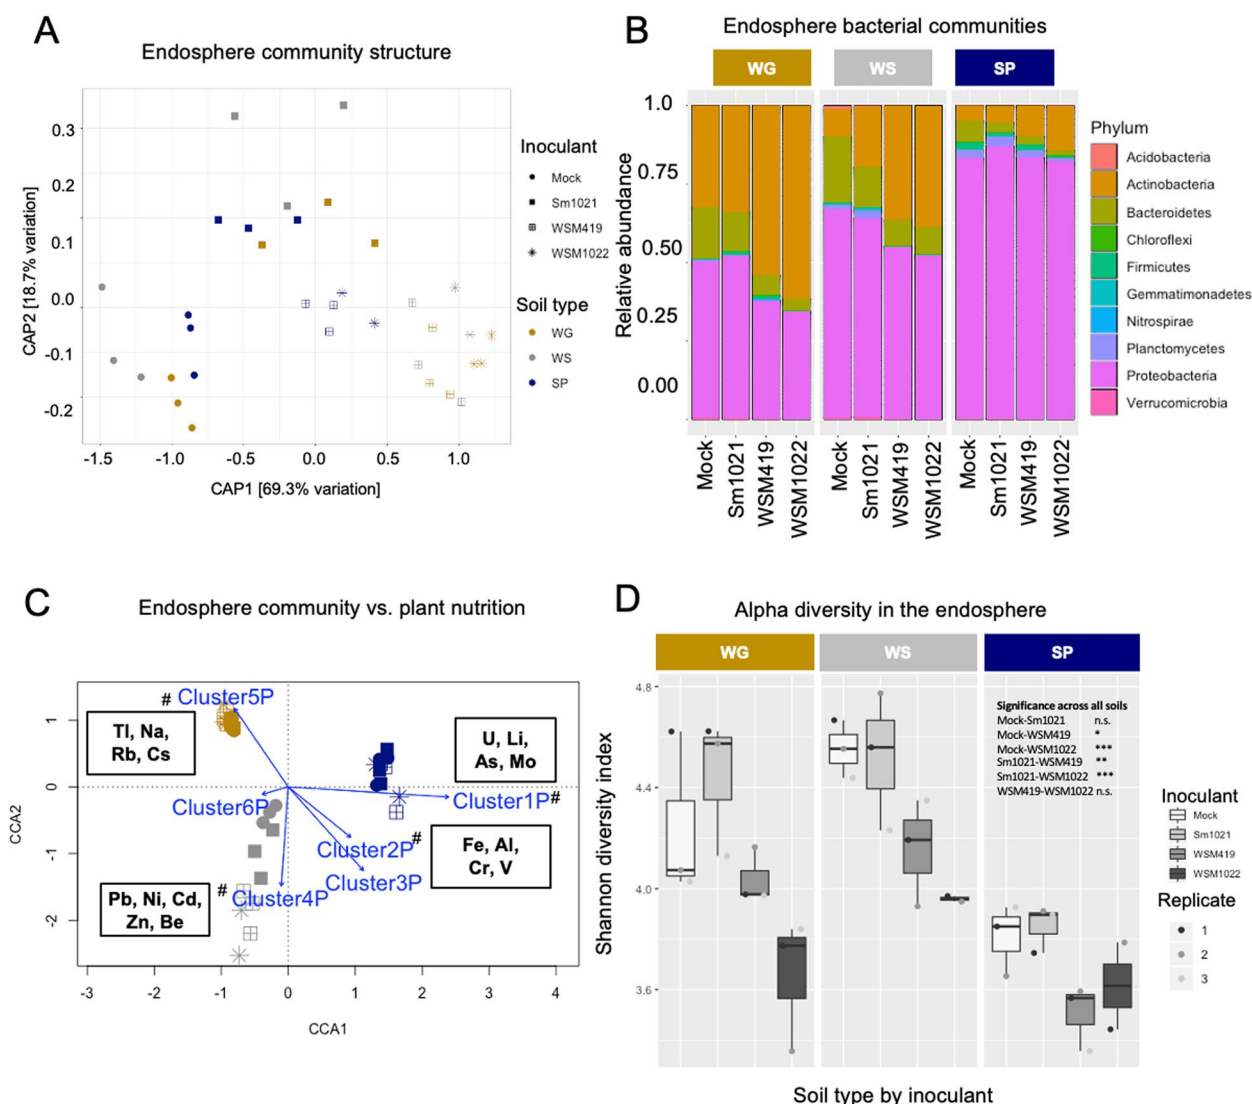 A
Endosphere community structure
CAP2 [18.7% variation]
0.3
0.2
0.1
0.0
-0.1
-0.2
-1.5
-1.0
-0.5
0.0
0.5
1.0
CAP1 [69.3% variation]
Inoculant
Mock
Sm1021
WSM419
WSM1022
Soil type
WG
WS
SP
B
Endosphere bacterial communities
WG
WS
SP
Relative abundance
1.0
0.75
0.50
0.25
0.00
Mock
Sm1021
WSM419
WSM1022
Mock
Sm1021
WSM419
WSM1022
Mock
Sm1021
WSM419
WSM1022
Phylum
Acidobacteria
Actinobacteria
Bacteroidetes
Chloroflexi
Firmicutes
Gemmatimonadetes
Nitrospirae
Planctomycetes
Proteobacteria
Verrucomicrobia
C
Endosphere community vs. plant nutrition
CCA2
1
0
-1
-2
# Cluster5P
Tl, Na,
Rb, Cs
U, Li,
As, Mo
Cluster1P#
Cluster6P
Cluster2P#
Fe, Al,
Cr, V
Cluster3P
# Cluster4P
Pb, Ni, Cd,
Zn, Be
-3
-2
-1
0
1
2
3
4
CCA1
D
Alpha diversity in the endosphere
WG
WS
SP
Shannon diversity index
4.8
4.4
4.0
3.6
Significance across all soils
Mock-Sm1021 n.s.
Mock-WSM419 *
Mock-WSM1022 ***
Sm1021-WSM419 **
Sm1021-WSM1022 ***
WSM419-WSM1022 n.s.
Inoculant
Mock
Sm1021
WSM419
WSM1022
Replicate
1
2
3
Soil type by inoculant